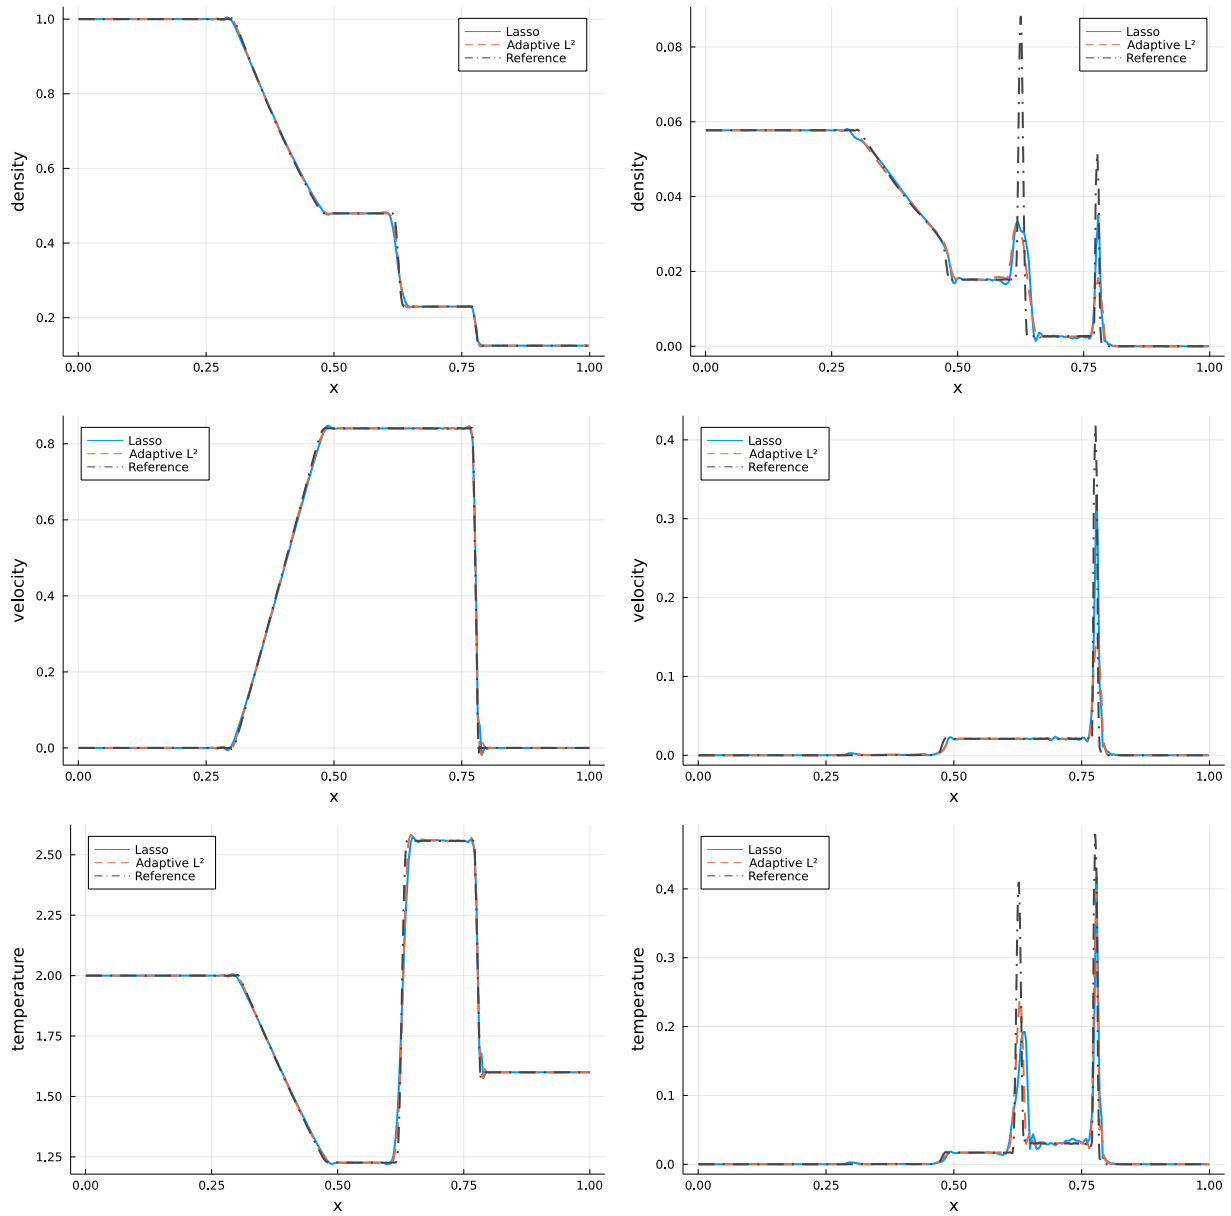 density
1.0
0.8
0.6
0.4
0.2
0.00
0.25
0.50
0.75
1.00
x
Lasso
Adaptive L²
Reference
density
0.08
0.06
0.04
0.02
0.00
0.00
0.25
0.50
0.75
1.00
x
Lasso
Adaptive L²
Reference
velocity
0.8
0.6
0.4
0.2
0.0
0.00
0.25
0.50
0.75
1.00
x
Lasso
Adaptive L²
Reference
velocity
0.4
0.3
0.2
0.1
0.0
0.00
0.25
0.50
0.75
1.00
x
Lasso
Adaptive L²
Reference
temperature
2.50
2.25
2.00
1.75
1.50
1.25
0.00
0.25
0.50
0.75
1.00
x
Lasso
Adaptive L²
Reference
temperature
0.4
0.3
0.2
0.1
0.0
0.00
0.25
0.50
0.75
1.00
x
Lasso
Adaptive L²
Reference